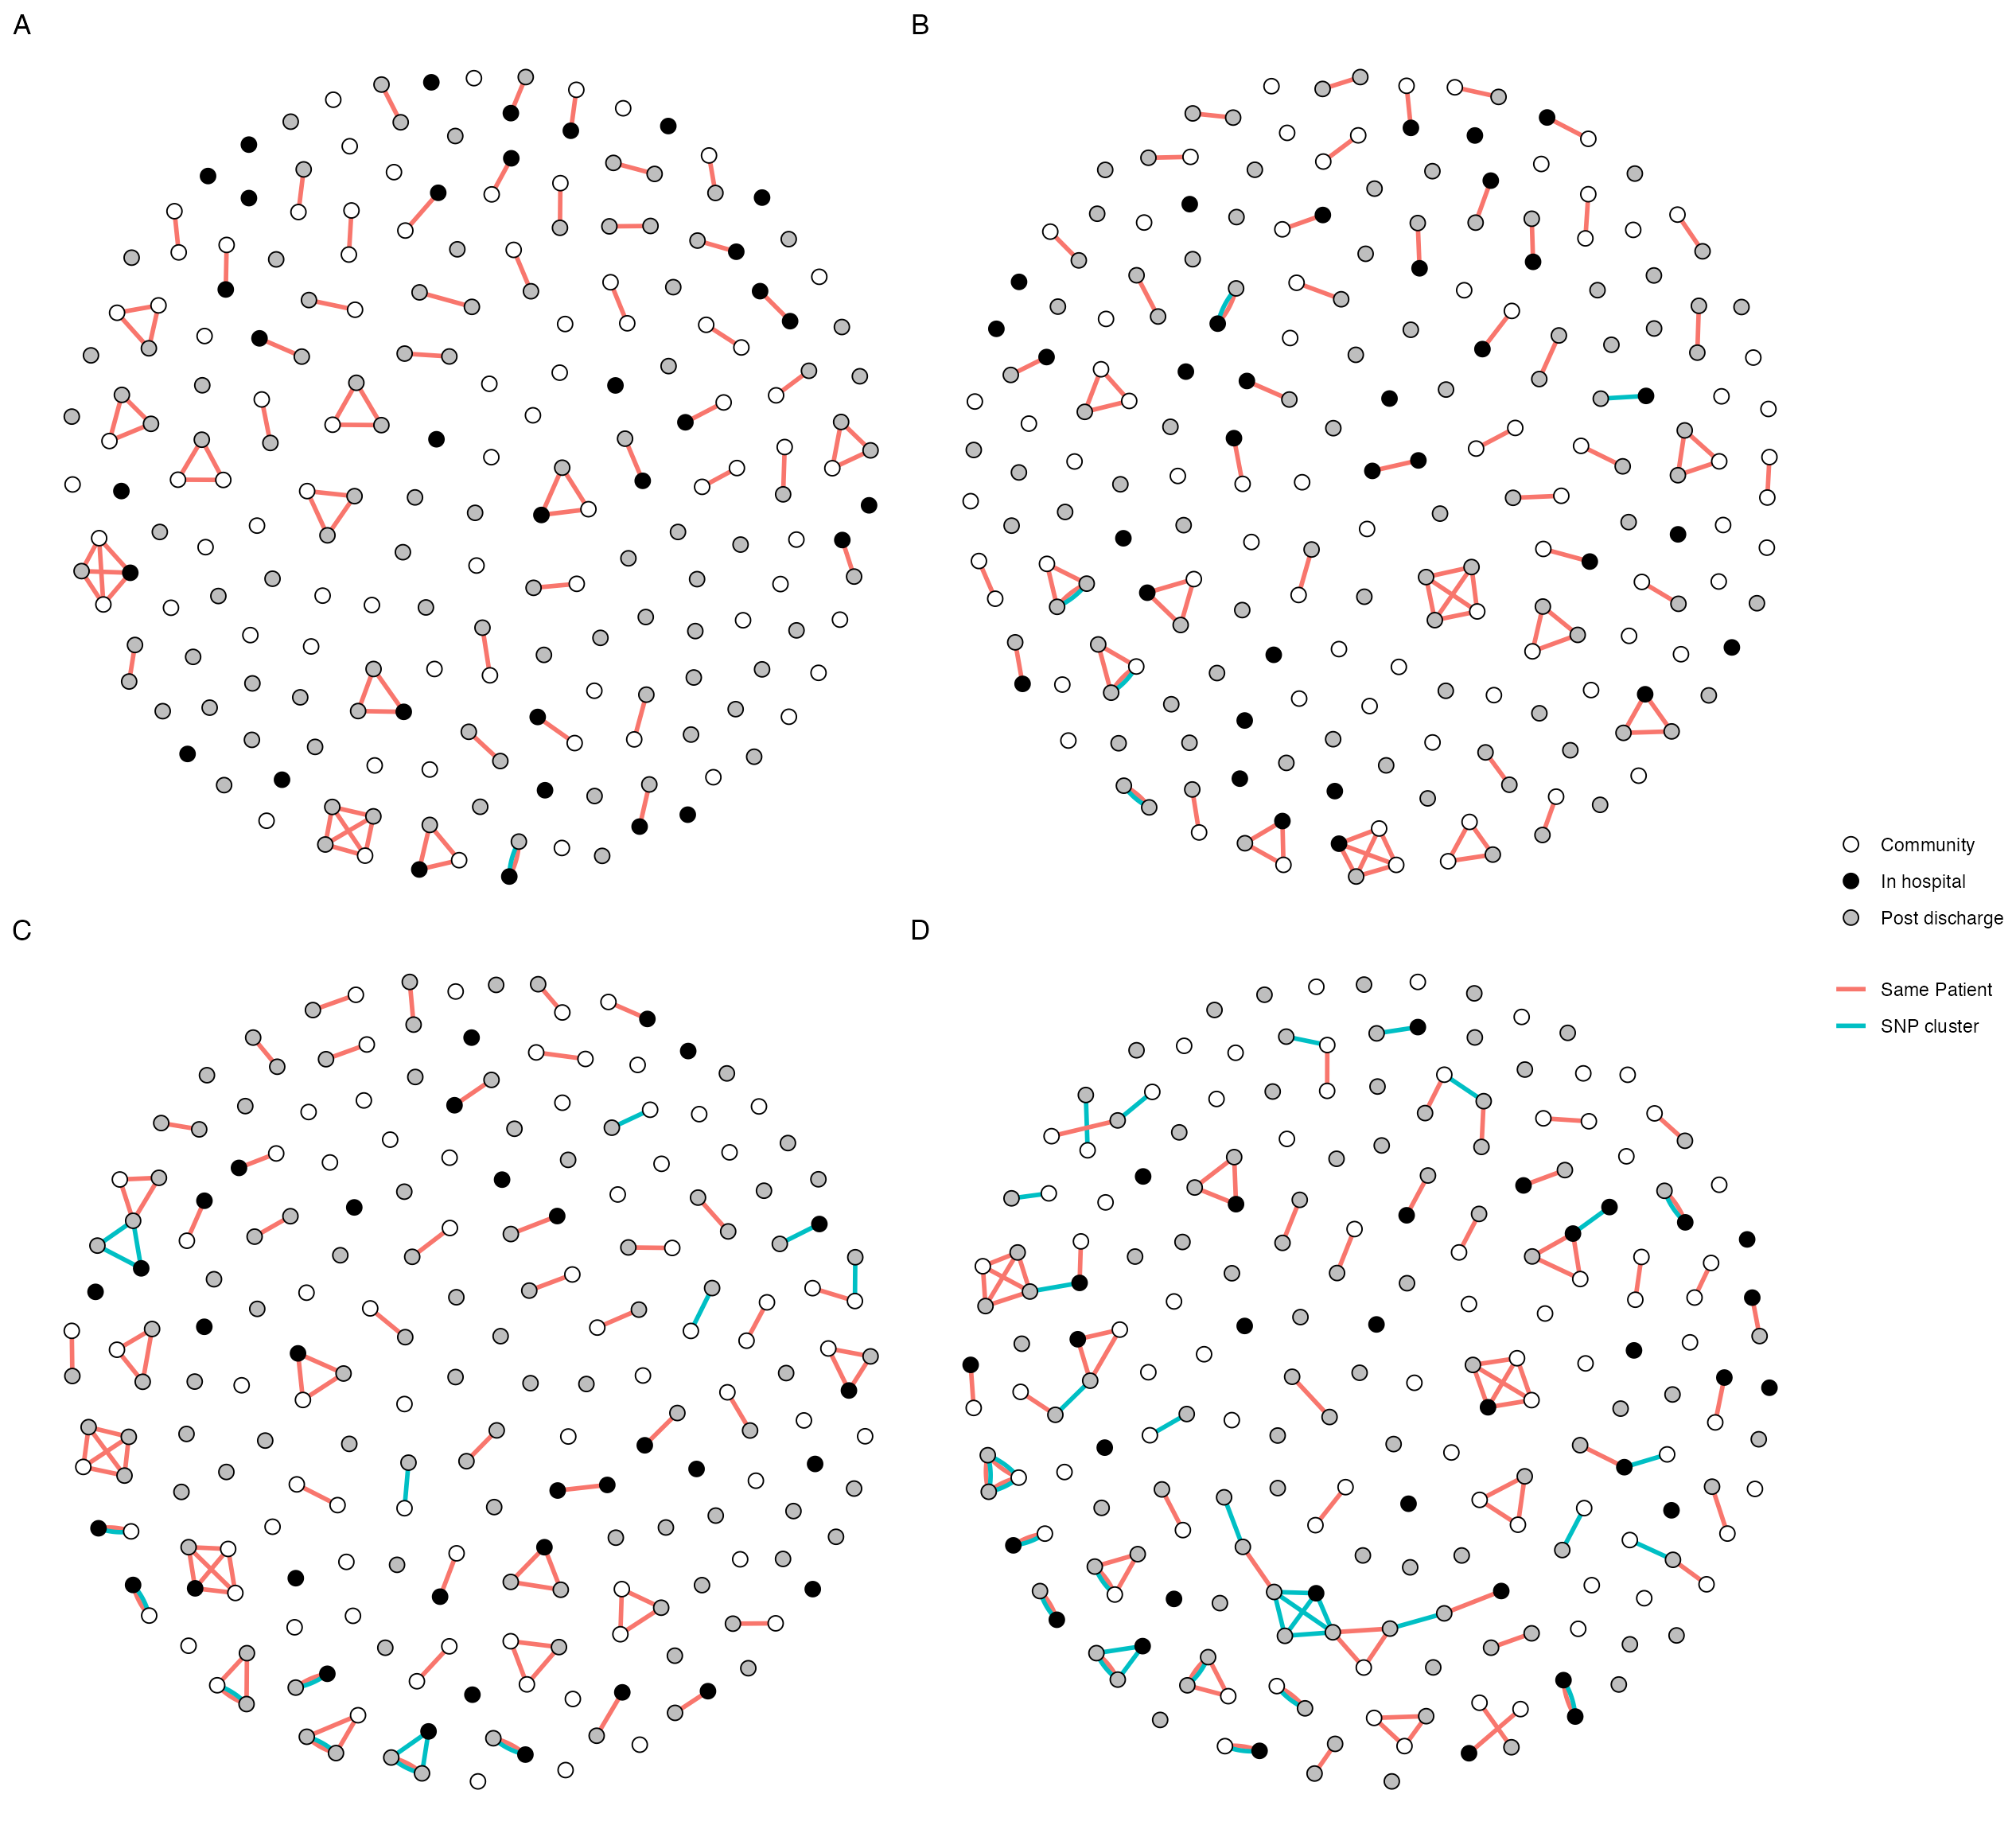 A
B
C
D
Community
In hospital
Post discharge
Same Patient
SNP cluster